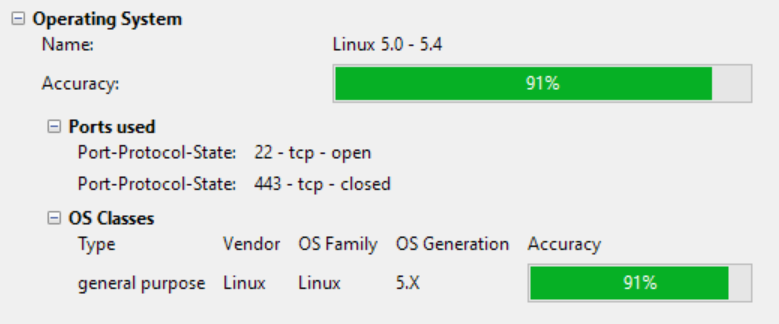 Operating System
Name: Linux 5.0 - 5.4
Accuracy: 91%
Ports used
Port-Protocol-State: 22 - tcp - open
Port-Protocol-State: 443 - tcp - closed
OS Classes
Type Vendor OS Family OS Generation Accuracy
general purpose Linux Linux 5.X 91%